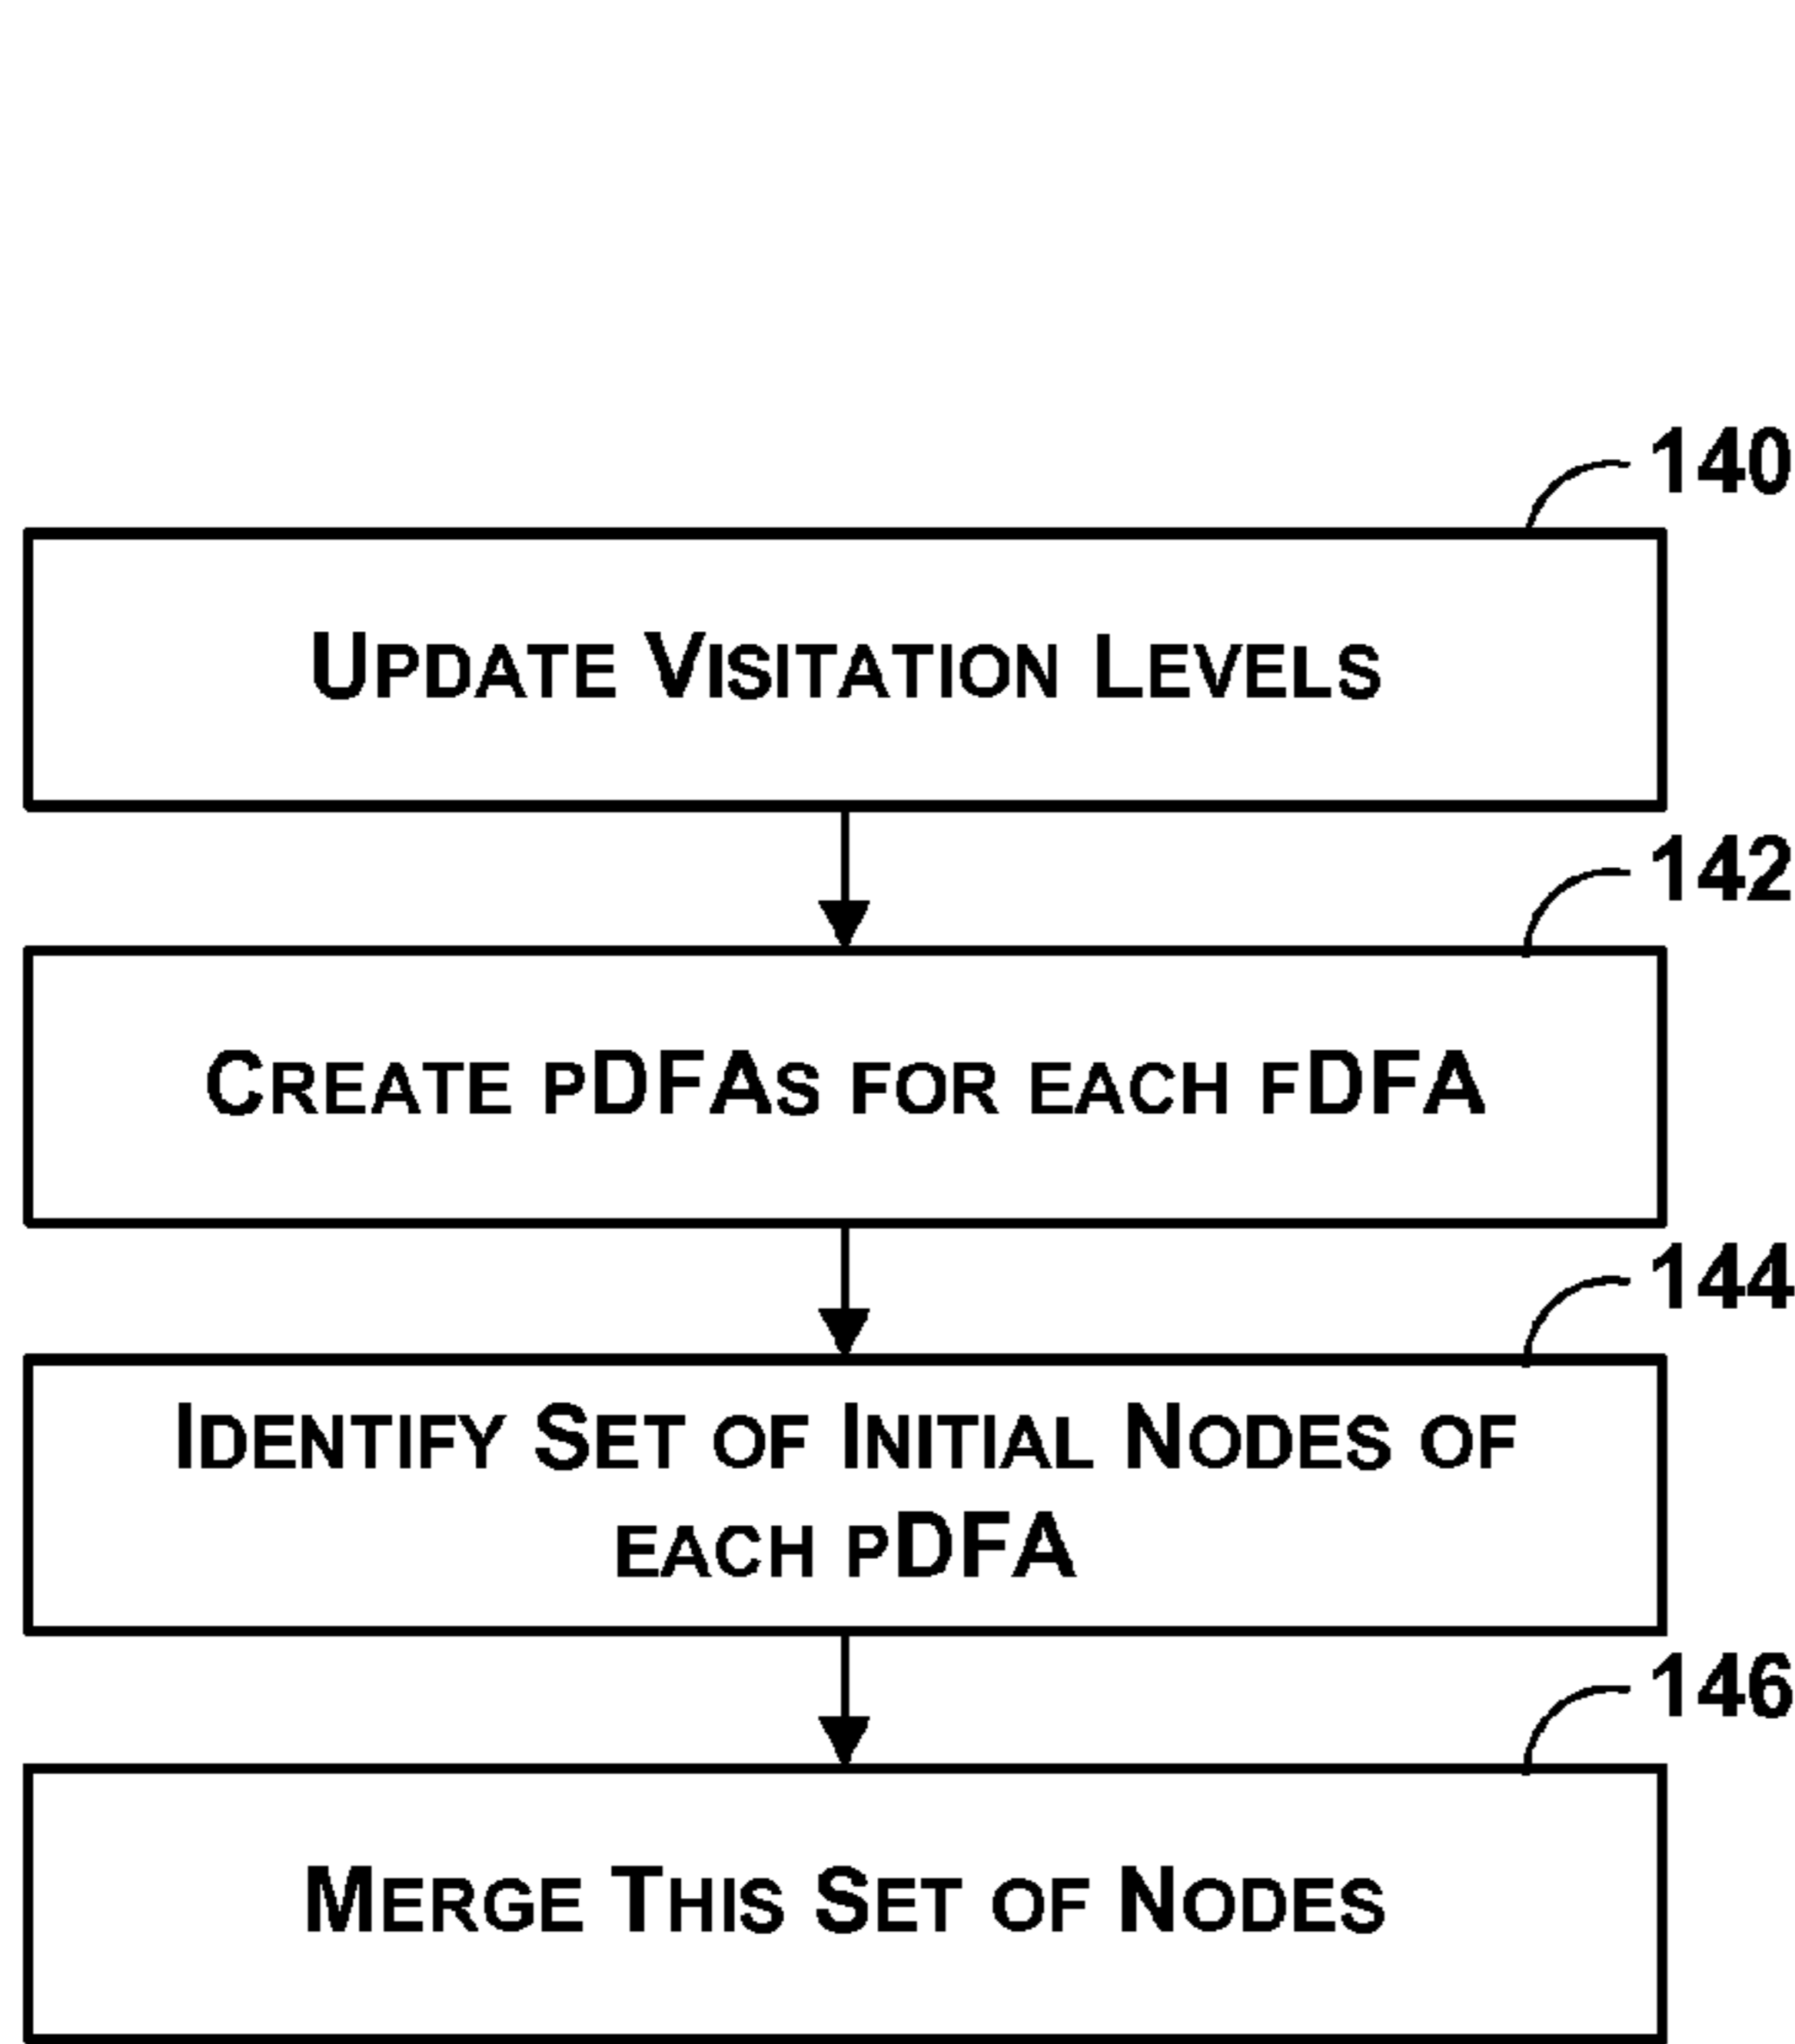 140
UPDATE VISITATION LEVELS
142
CREATE PDFAS FOR EACH FDFA
144
IDENTIFY SET OF INITIAL NODES OF
EACH PDFA
146
MERGE THIS SET OF NODES